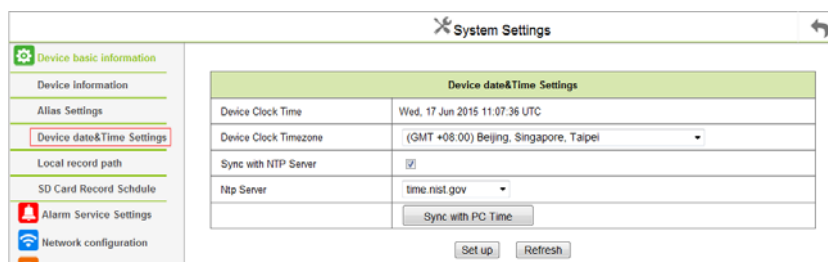 System Settings
Device basic information
Device information
Alias Settings
Device date&Time Settings
Local record path
SD Card Record Schdule
Alarm Service Settings
Network configuration
Device date&Time Settings
Device Clock Time Wed, 17 Jun 2015 11:07:36 UTC
Device Clock Timezone (GMT +08:00) Beijing, Singapore, Taipei
Sync with NTP Server
Ntp Server time.nist.gov
Sync with PC Time
Set up Refresh